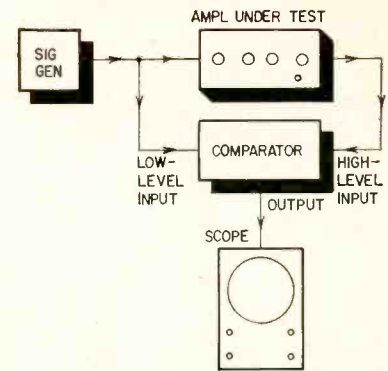 AMPL UNDER TEST
SIG
GEN
COMPARATOR
LOW-
LEVEL
INPUT
HIGH-
LEVEL
INPUT
OUTPUT
SCOPE